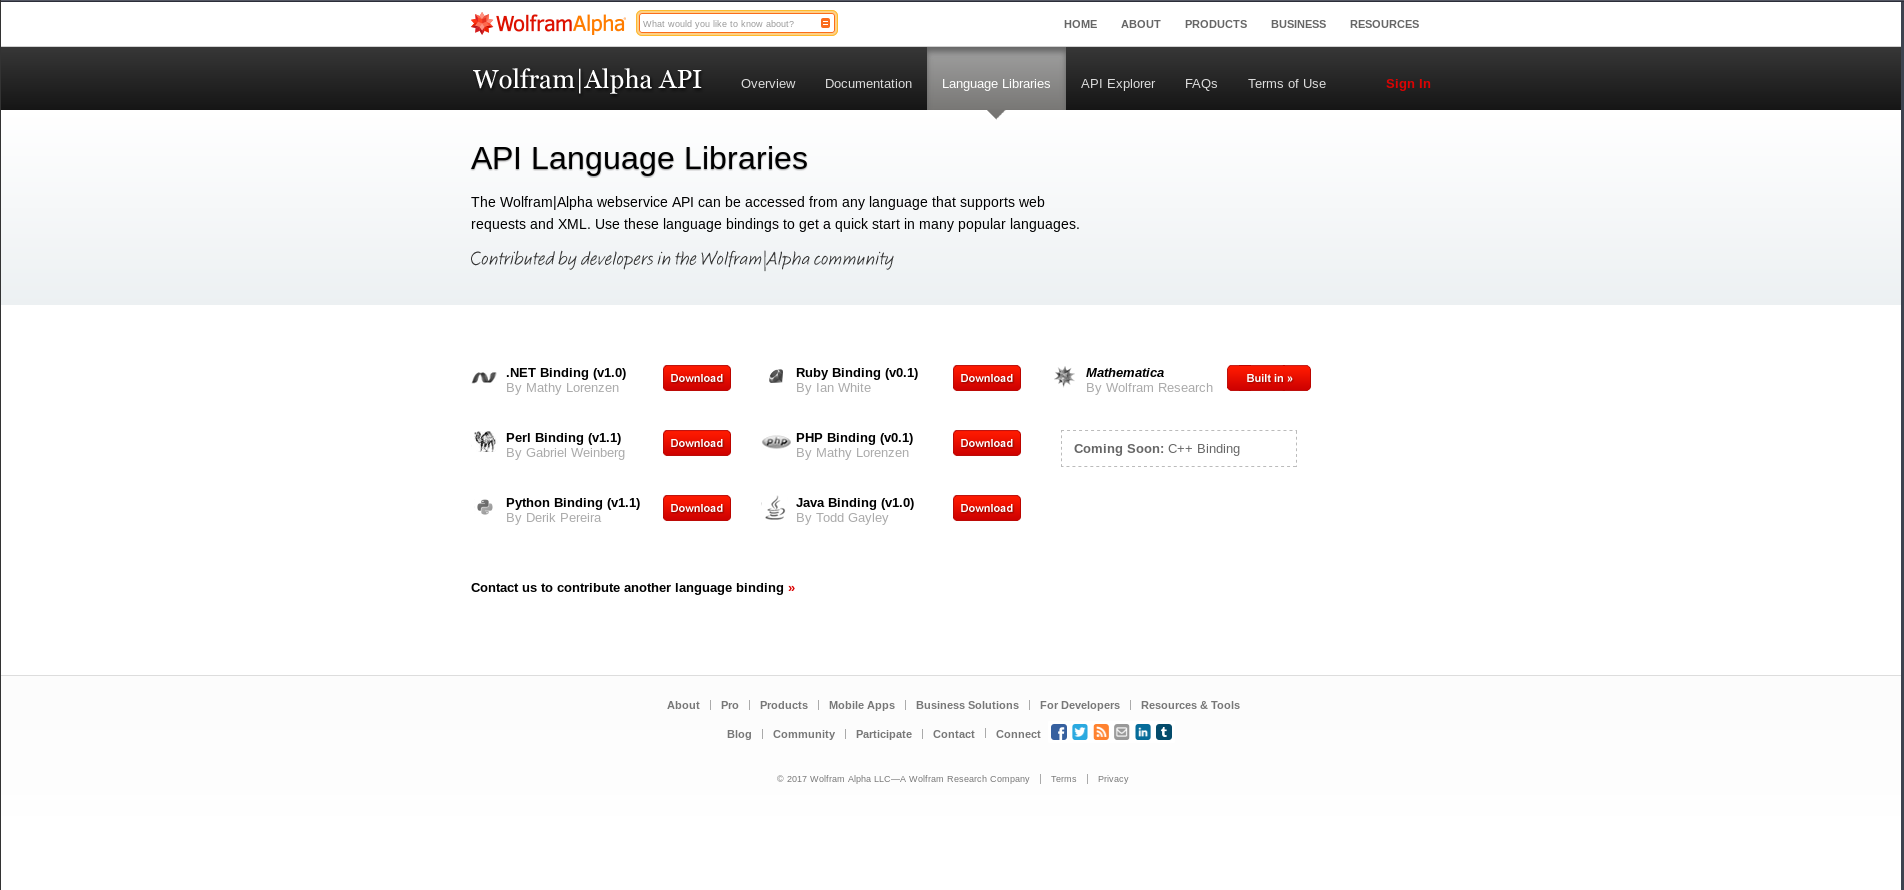 WolframAlpha
What would you like to know about?
HOME ABOUT PRODUCTS BUSINESS RESOURCES
Wolfram|Alpha API
Overview Documentation Language Libraries API Explorer FAQs Terms of Use Sign In
API Language Libraries
The Wolfram|Alpha webservice API can be accessed from any language that supports web
requests and XML. Use these language bindings to get a quick start in many popular languages.
Contributed by developers in the Wolfram|Alpha community
.NET Binding (v1.0)
By Mathy Lorenzen
Download
Ruby Binding (v0.1)
By Ian White
Download
Mathematica
By Wolfram Research
Built in »
Perl Binding (v1.1)
By Gabriel Weinberg
Download
php
PHP Binding (v0.1)
By Mathy Lorenzen
Download
Coming Soon: C++ Binding
Python Binding (v1.1)
By Derik Pereira
Download
Java Binding (v1.0)
By Todd Gayley
Download
Contact us to contribute another language binding »
About | Pro | Products | Mobile Apps | Business Solutions | For Developers | Resources & Tools
Blog | Community | Participate | Contact | Connect
© 2017 Wolfram Alpha LLC—A Wolfram Research Company | Terms | Privacy